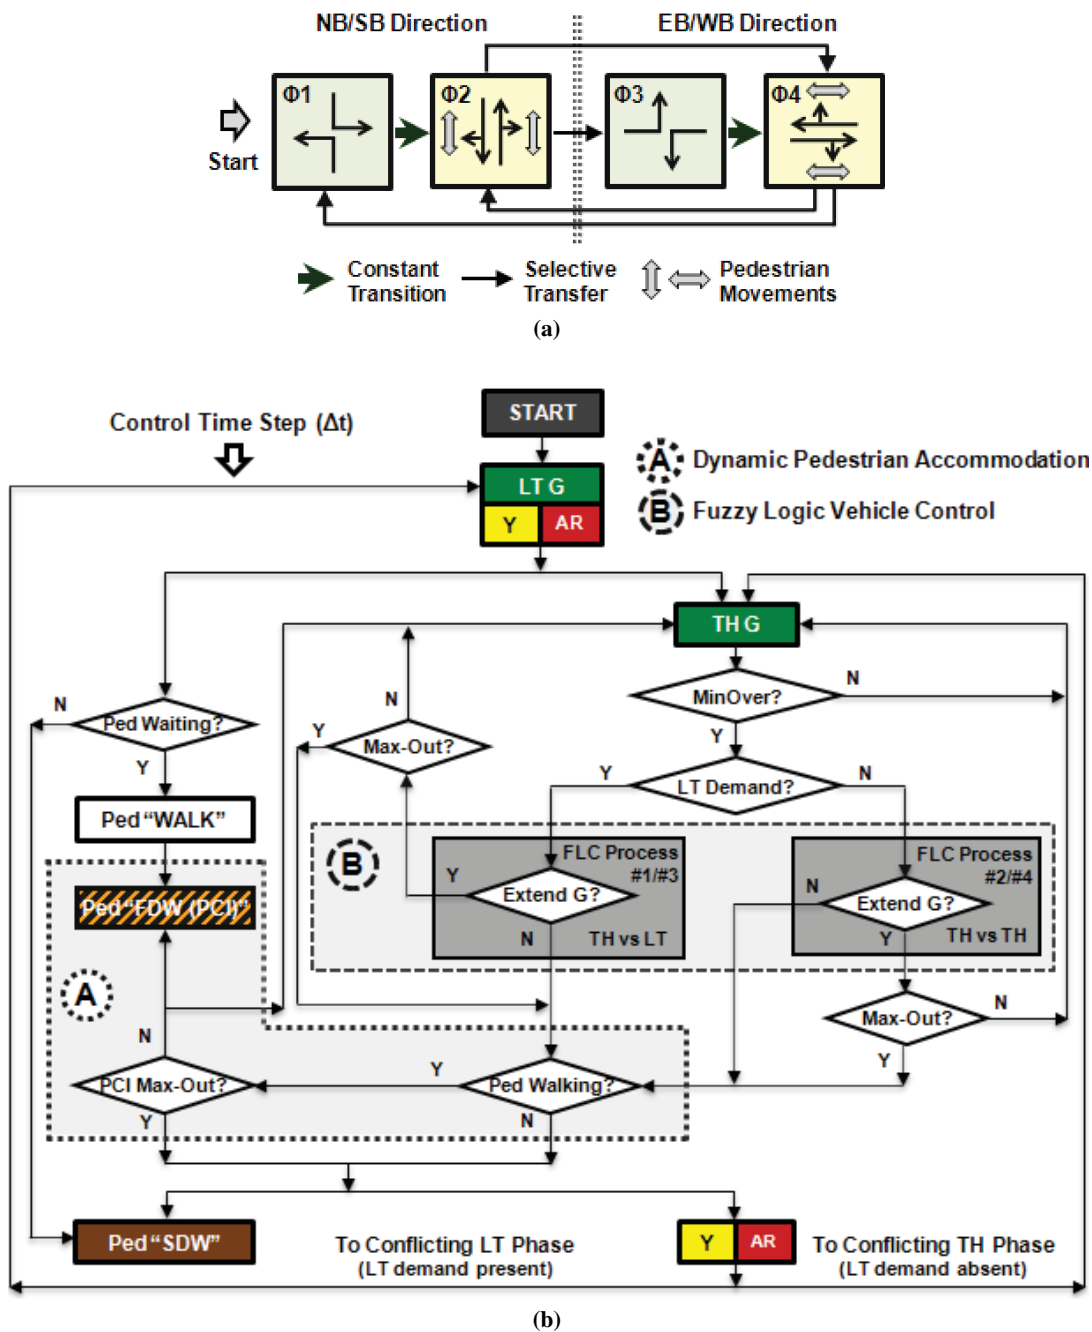 NB/SB Direction
EB/WB Direction
Φ1
Φ2
Φ3
Φ4
Start
Constant
Transition
Selective
Transfer
Pedestrian
Movements
(a)
START
Control Time Step (Δt)
A Dynamic Pedestrian Accommodation
LT G
Y AR
B Fuzzy Logic Vehicle Control
TH G
N
Ped Waiting?
Y
N
Max-Out?
Y
MinOver?
N
Y
Y
LT Demand?
N
Ped “WALK”
B
FLC Process
#1/#3
Y
Extend G?
N
TH vs LT
FLC Process
#2/#4
N
Extend G?
Y
TH vs TH
Ped “FDW (PCI)”
A
N
Max-Out?
N
Y
PCI Max-Out?
Y
Ped Walking?
Y
N
Ped “SDW”
Y AR
To Conflicting LT Phase
(LT demand present)
To Conflicting TH Phase
(LT demand absent)
(b)